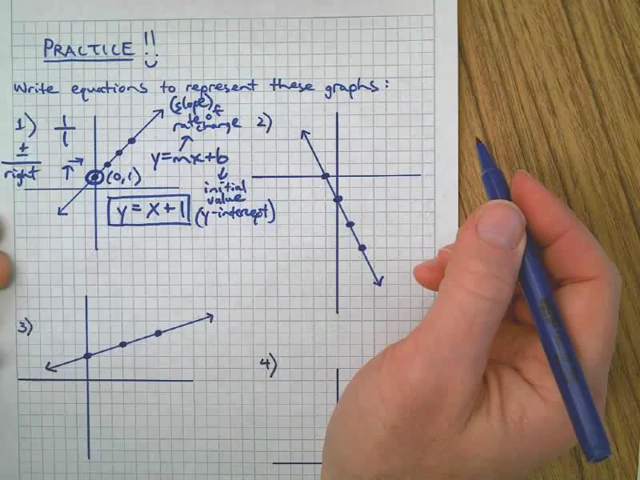 PRACTICE !!
Write equations to represent these graphs:
1) 1/1
±/right
(0,1)
(slope)
rate of
change
y=mx+b
initial
value
(y-intercept)
y = x + 1
2)
3)
4)